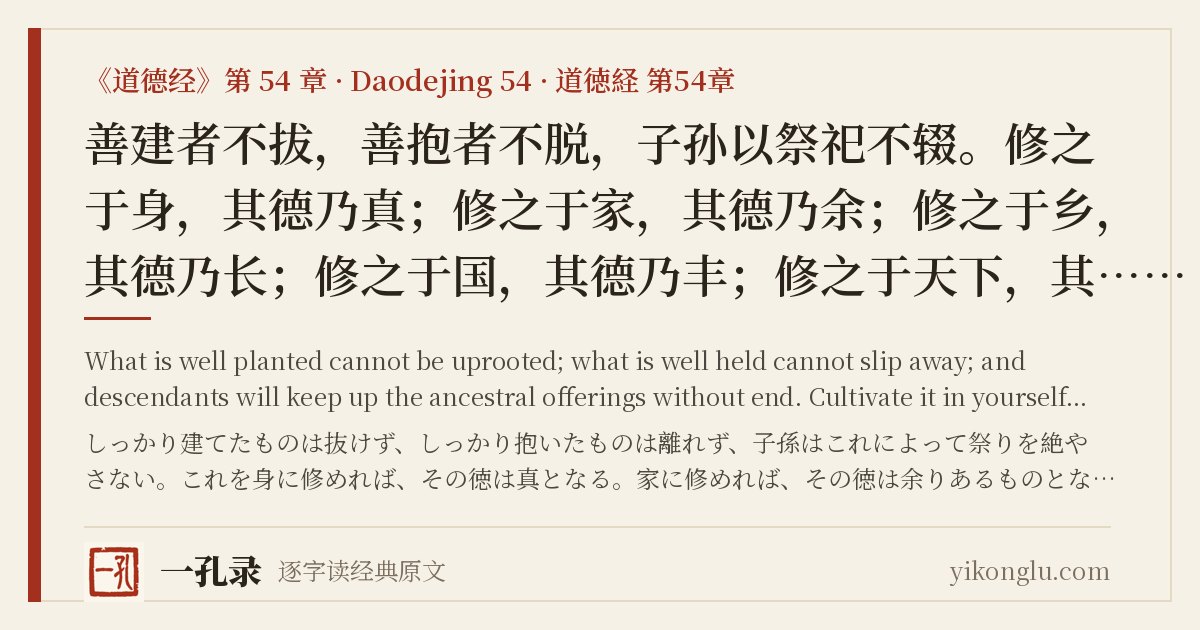 《道德经》第 54 章 · Daodejing 54 · 道徳経 第54章
善建者不拔，善抱者不脱，子孙以祭祀不辍。修之
于身，其德乃真；修之于家，其德乃余；修之于乡，
其德乃长；修之于国，其德乃丰；修之于天下，其……
What is well planted cannot be uprooted; what is well held cannot slip away; and
descendants will keep up the ancestral offerings without end. Cultivate it in yourself...
しっかり建てたものは抜けず、しっかり抱いたものは離れず、子孫はこれによって祭りを絶や
さない。これを身に修めれば、その徳は真となる。家に修めれば、その徳は余りあるものとな…
一孔
一孔录 逐字读经典原文
yikonglu.com